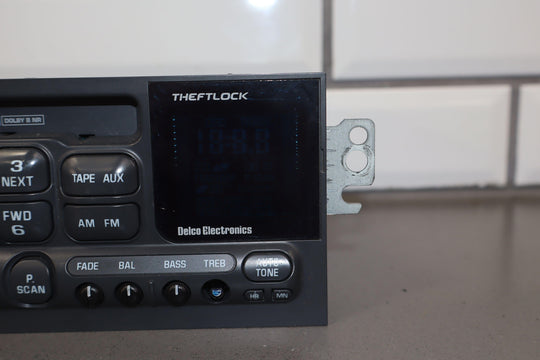 THEFTLOCK
DOLBY B NR
3
NEXT
TAPE AUX
FWD
6
AM FM
Delco Electronics
FADE BAL BASS TREB
AUTO
TONE
P.
SCAN
HR MN